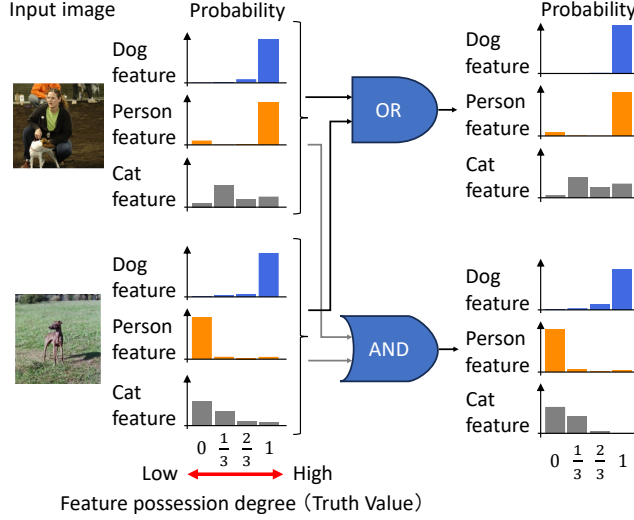 Input image
Probability
Probability
Dog
feature
Person
feature
Cat
feature
OR
Dog
feature
Person
feature
Cat
feature
Dog
feature
Person
feature
Cat
feature
AND
Dog
feature
Person
feature
Cat
feature
0 1/3 2/3 1
0 1/3 2/3 1
Low High
Feature possession degree (Truth Value)